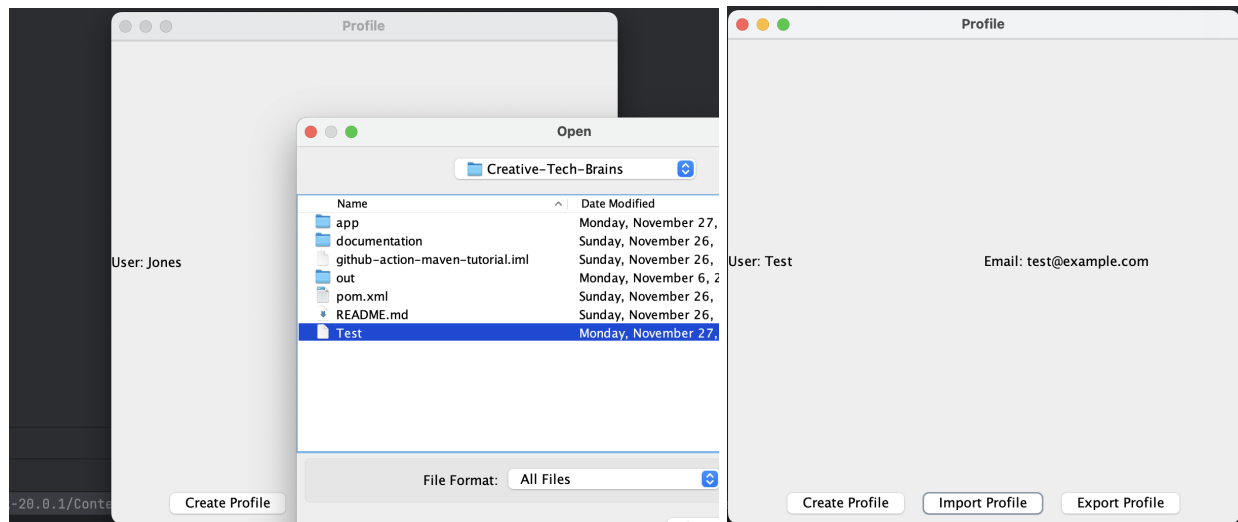 Profile
Open
Creative-Tech-Brains
Name Date Modified
app Monday, November 27,
documentation Sunday, November 26,
github-action-maven-tutorial.iml Sunday, November 26,
out Monday, November 6, 2
pom.xml Sunday, November 26,
README.md Sunday, November 26,
Test Monday, November 27,
User: Jones
File Format: All Files
-20.0.1/Conte
Create Profile
Profile
User: Test Email: test@example.com
Create Profile Import Profile Export Profile